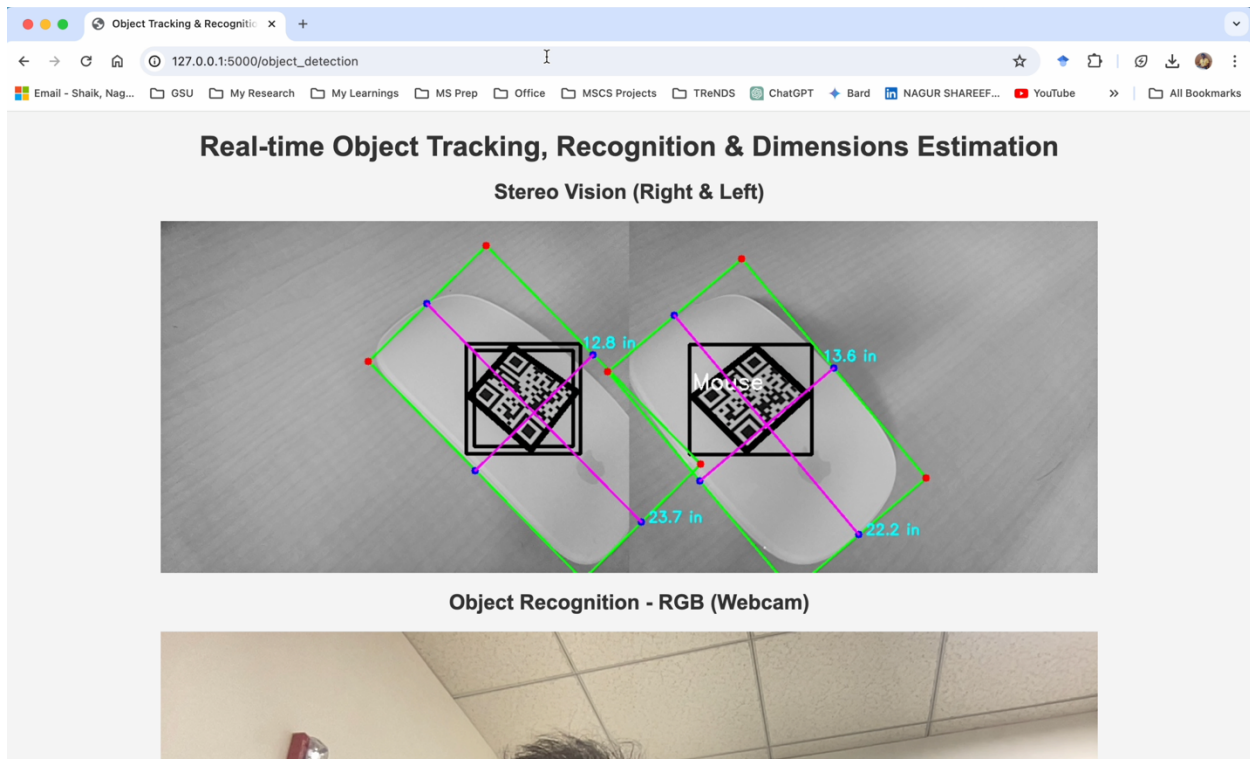 Object Tracking & Recognitio
127.0.0.1:5000/object_detection
Email - Shaik, Nag... GSU My Research My Learnings MS Prep Office MSCS Projects TReNDS ChatGPT Bard NAGUR SHAREEF... YouTube » All Bookmarks
Real-time Object Tracking, Recognition & Dimensions Estimation
Stereo Vision (Right & Left)
12.8 in
13.6 in
Mouse
23.7 in
22.2 in
Object Recognition - RGB (Webcam)